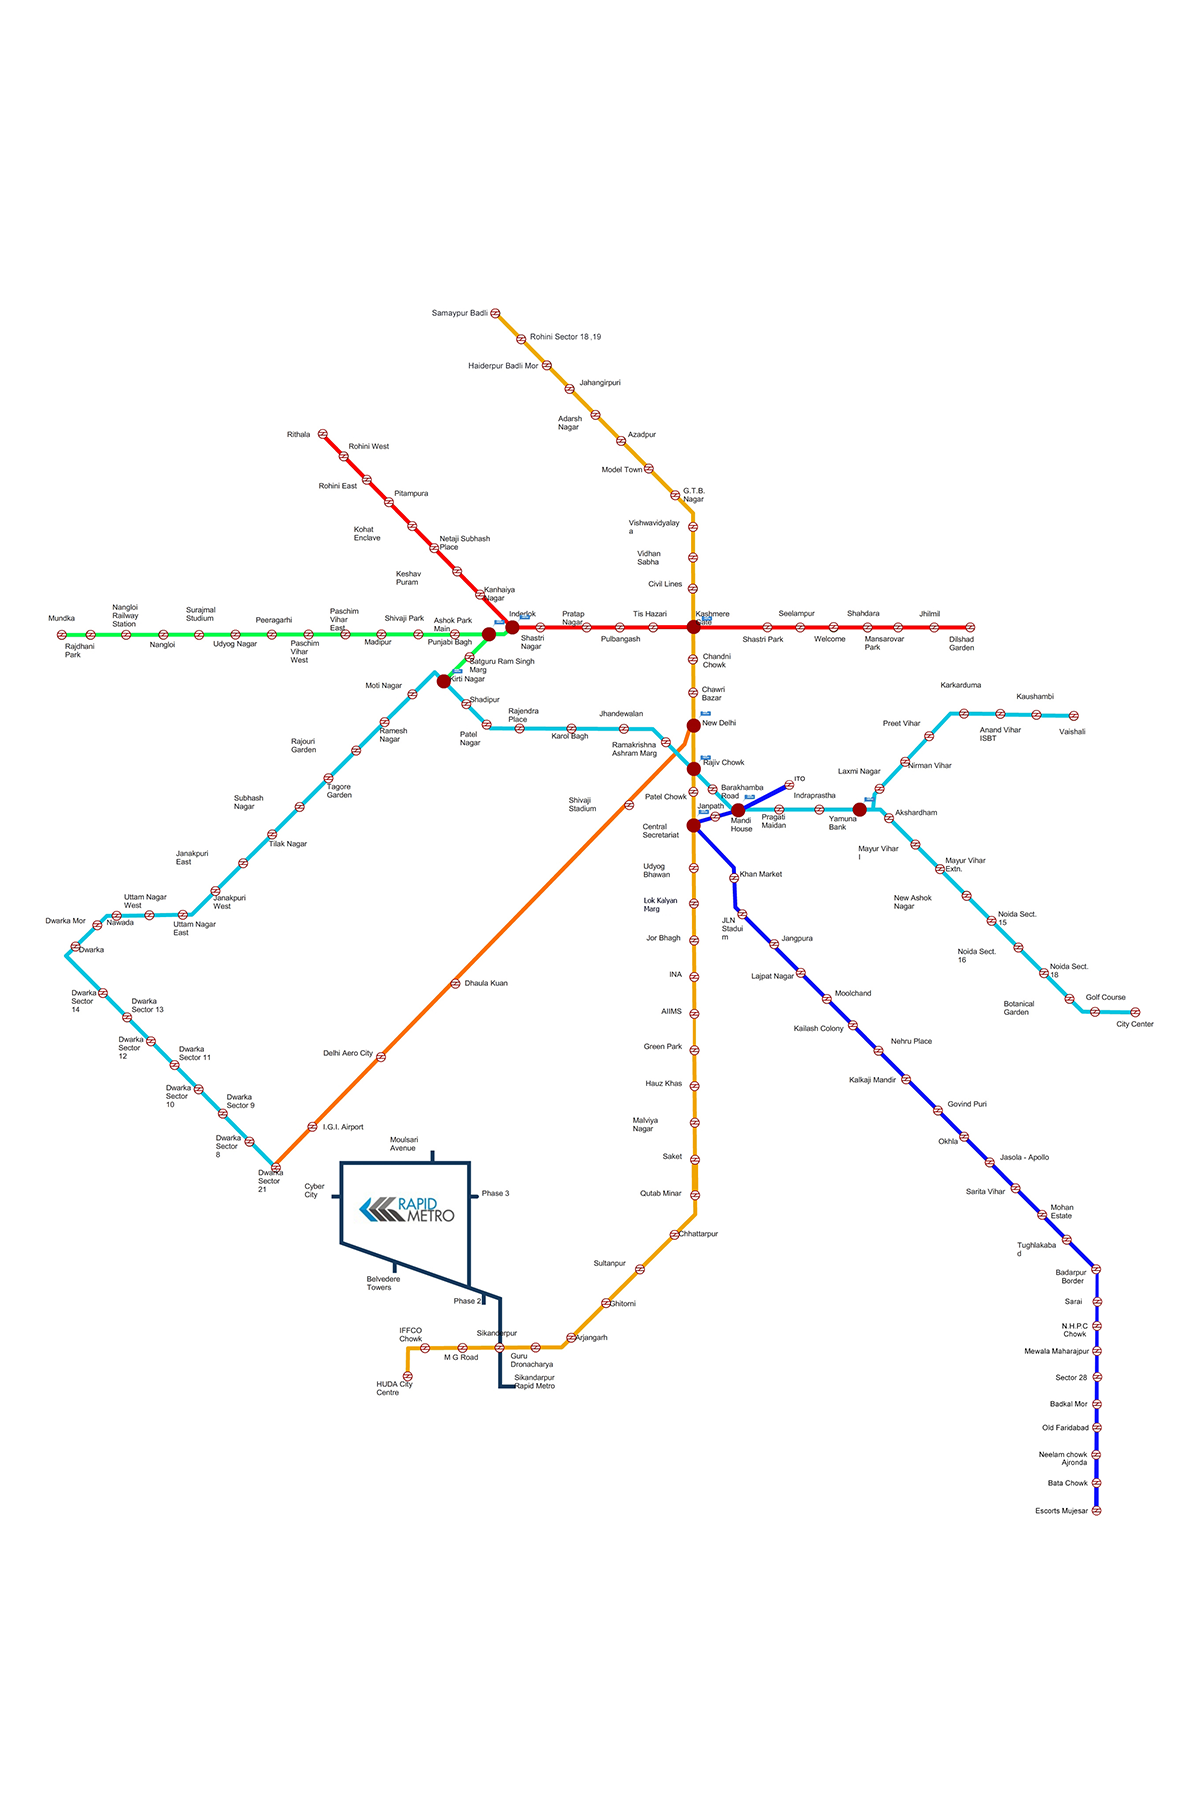 Samaypur Badli
Rohini Sector 18 ,19
Haiderpur Badli Mor
Jahangirpuri
Adarsh
Nagar
Azadpur
Model Town
G.T.B.
Nagar
Vishwavidyalay
a
Vidhan
Sabha
Civil Lines
Rithala
Rohini West
Rohini East
Pitampura
Kohat
Enclave
Netaji Subhash
Place
Keshav
Puram
Kanhaiya
Nagar
Inderlok
Shastri
Nagar
Pratap
Nagar
Pulbangash
Tis Hazari
Kashmere
Gate
Shastri Park
Seelampur
Welcome
Shahdara
Mansarovar
Park
Jhilmil
Dilshad
Garden
Mundka
Rajdhani
Park
Nangloi
Railway
Station
Nangloi
Surajmal
Studium
Udyog Nagar
Peeragarhi
Paschim
Vihar
West
Paschim
Vihar
East
Madipur
Shivaji Park
Punjabi Bagh
Ashok Park
Main
Satguru Ram Singh
Marg
Kirti Nagar
Moti Nagar
Ramesh
Nagar
Rajouri
Garden
Tagore
Garden
Subhash
Nagar
Tilak Nagar
Janakpuri
East
Janakpuri
West
Uttam Nagar
East
Uttam Nagar
West
Nawada
Dwarka Mor
Dwarka
Dwarka
Sector
14
Dwarka
Sector 13
Dwarka
Sector
12
Dwarka
Sector 11
Dwarka
Sector
10
Dwarka
Sector 9
Dwarka
Sector
8
Dwarka
Sector
21
Shadipur
Patel
Nagar
Rajendra
Place
Karol Bagh
Jhandewalan
Ramakrishna
Ashram Marg
Chandni
Chowk
Chawri
Bazar
New Delhi
Rajiv Chowk
Patel Chowk
Barakhamba
Road
Janpath
Mandi
House
ITO
Central
Secretariat
Pragati
Maidan
Indraprastha
Yamuna
Bank
Laxmi Nagar
Nirman Vihar
Preet Vihar
Karkarduma
Anand Vihar
ISBT
Kaushambi
Vaishali
Akshardham
Mayur Vihar
I
Mayur Vihar
Extn.
New Ashok
Nagar
Noida Sect.
15
Noida Sect.
16
Noida Sect.
18
Botanical
Garden
Golf Course
City Center
Shivaji
Stadium
Dhaula Kuan
Delhi Aero City
I.G.I. Airport
Udyog
Bhawan
Lok Kalyan
Marg
Jor Bhagh
INA
AIIMS
Green Park
Hauz Khas
Malviya
Nagar
Saket
Qutab Minar
Chhattarpur
Sultanpur
Ghitorni
Arjangarh
Guru
Dronacharya
Sikanderpur
M G Road
IFFCO
Chowk
HUDA City
Centre
Khan Market
JLN
Stadui
m
Jangpura
Lajpat Nagar
Moolchand
Kailash Colony
Nehru Place
Kalkaji Mandir
Govind Puri
Okhla
Jasola - Apollo
Sarita Vihar
Mohan
Estate
Tughlakaba
d
Badarpur
Border
Sarai
N.H.P.C
Chowk
Mewala Maharajpur
Sector 28
Badkal Mor
Old Faridabad
Neelam chowk
Ajronda
Bata Chowk
Escorts Mujesar
Moulsari
Avenue
Cyber
City
Phase 3
RAPID
METRO
Belvedere
Towers
Phase 2
Sikandarpur
Rapid Metro